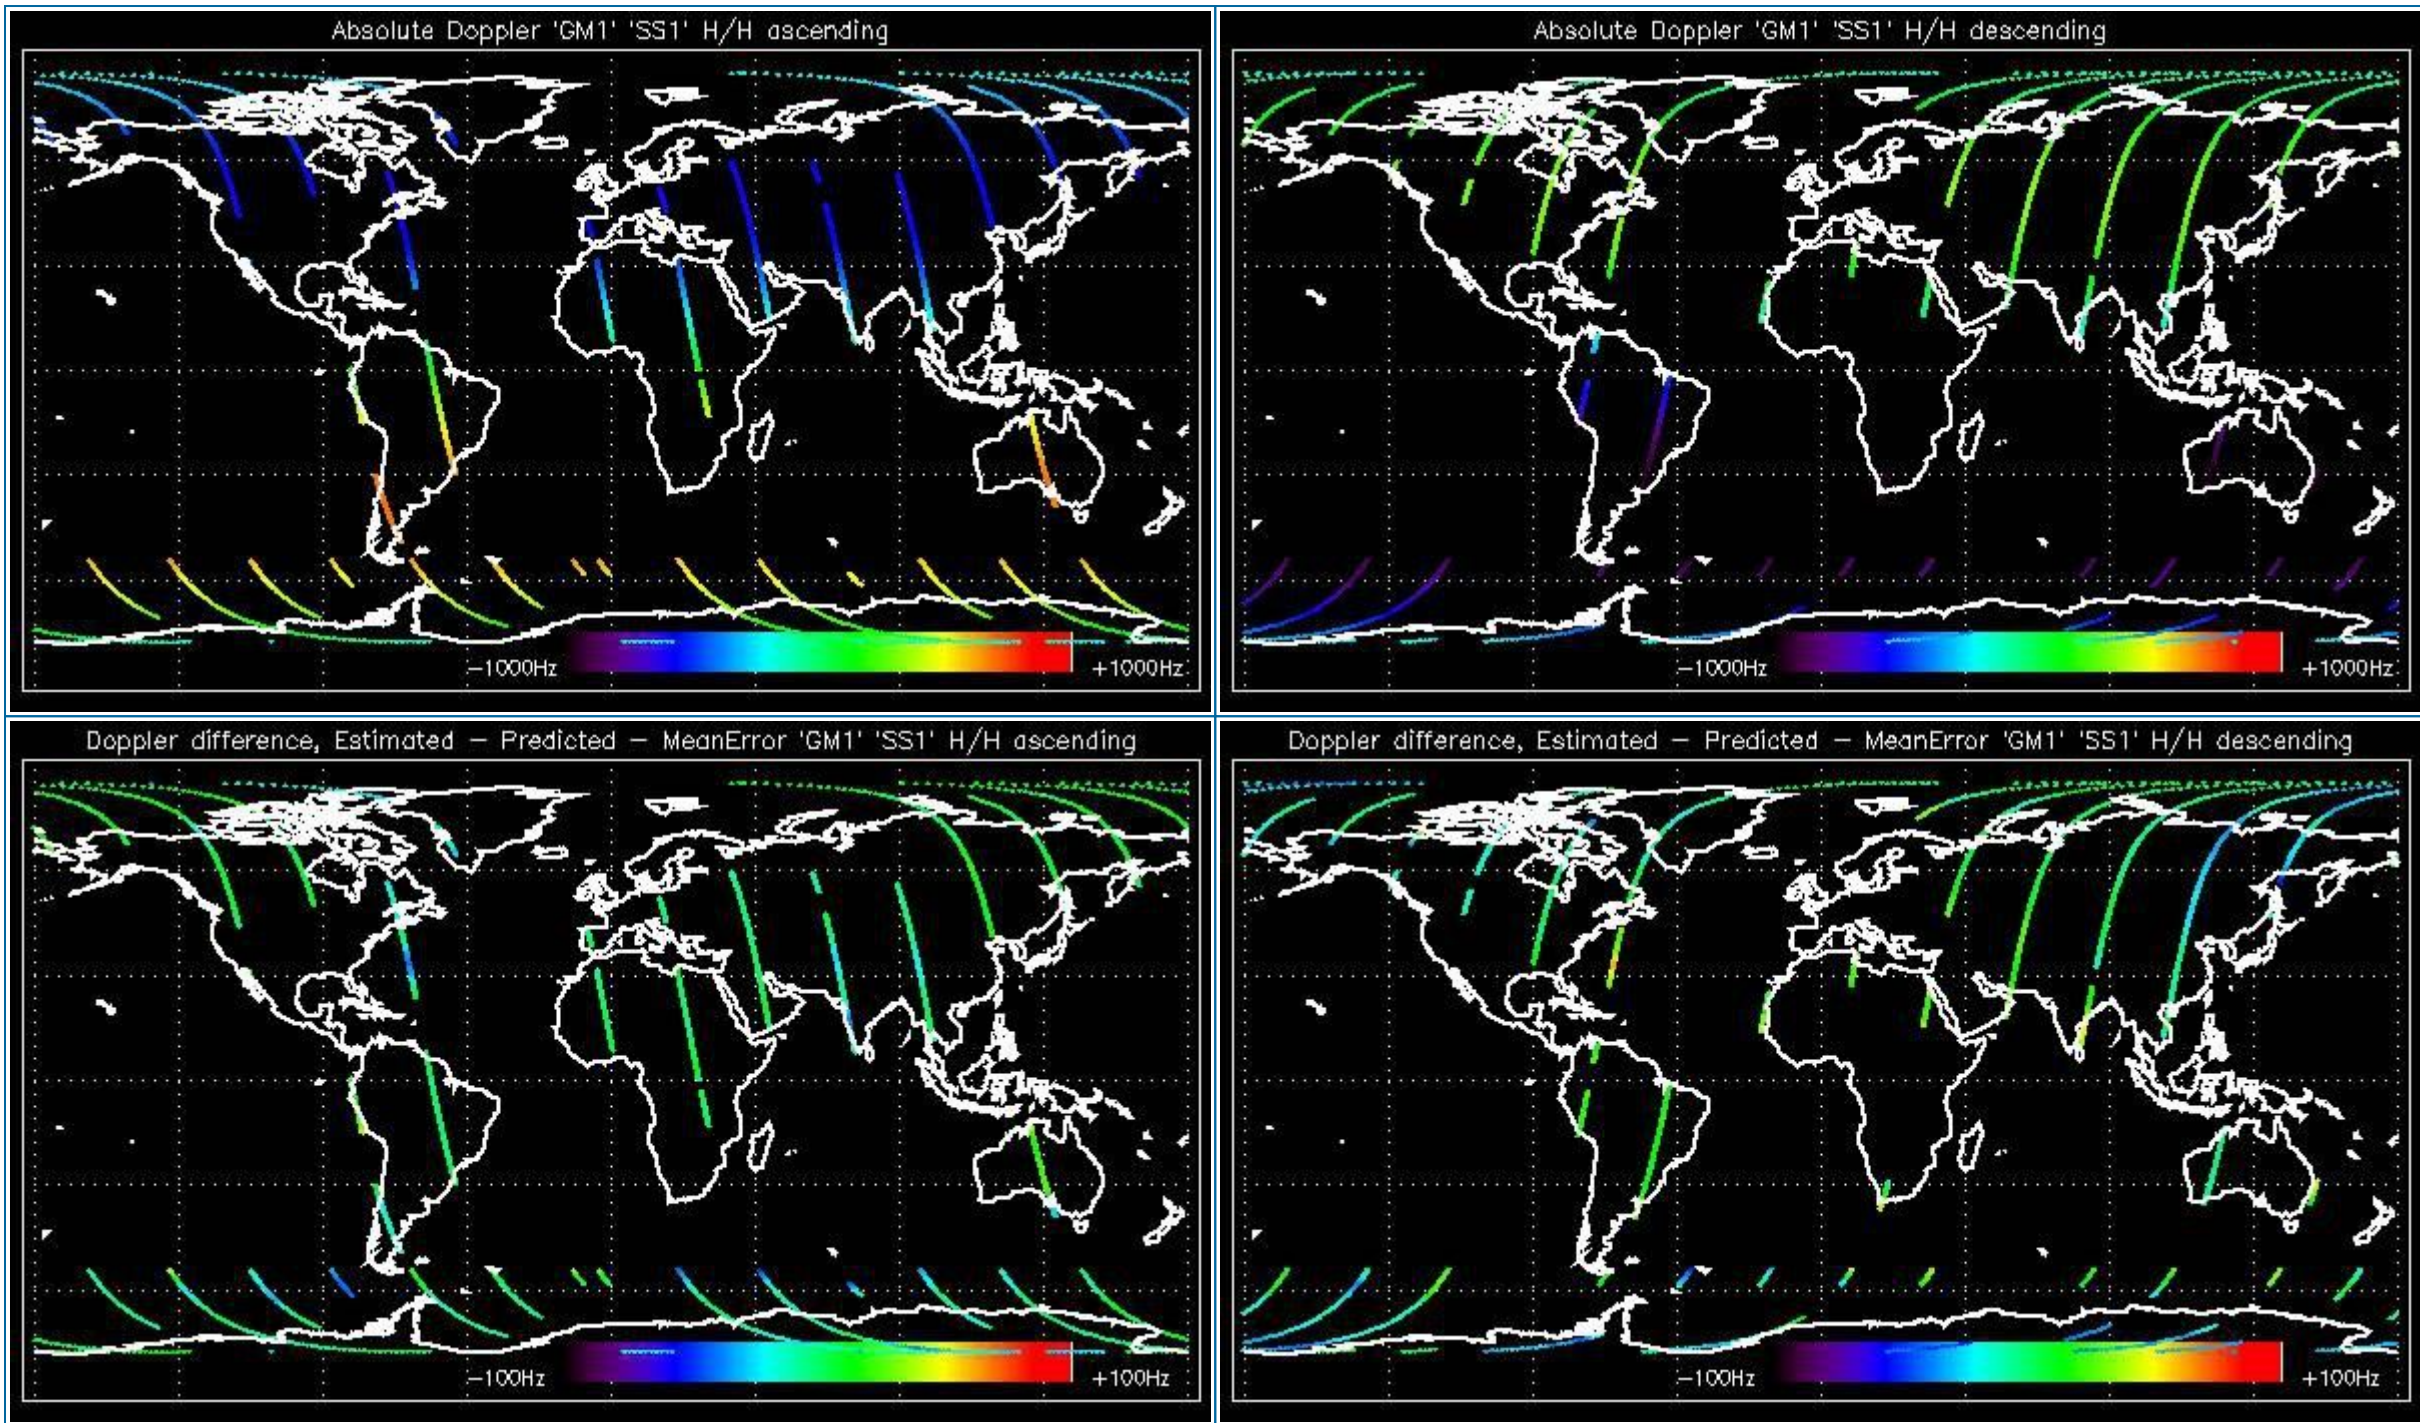 Absolute Doppler 'GM1' 'SS1' H/H ascending
−1000Hz
+1000Hz
Absolute Doppler 'GM1' 'SS1' H/H descending
−1000Hz
+1000Hz
Doppler difference, Estimated − Predicted − MeanError 'GM1' 'SS1' H/H ascending
−100Hz
+100Hz
Doppler difference, Estimated − Predicted − MeanError 'GM1' 'SS1' H/H descending
−100Hz
+100Hz